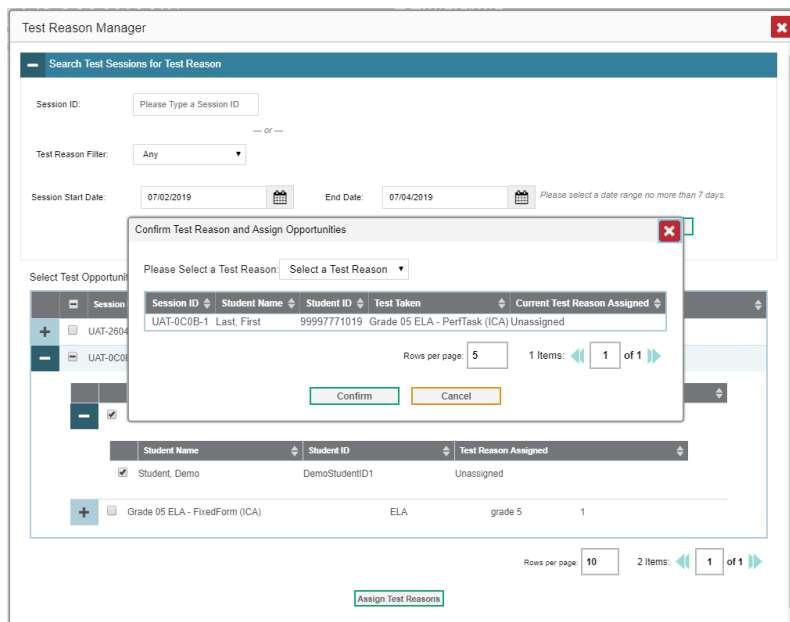 Test Reason Manager
Search Test Sessions for Test Reason
Session ID: Please Type a Session ID
— or —
Test Reason Filter: Any
Session Start Date: 07/02/2019 End Date: 07/04/2019 Please select a date range no more than 7 days.
Confirm Test Reason and Assign Opportunities
Please Select a Test Reason: Select a Test Reason
Session ID Student Name Student ID Test Taken Current Test Reason Assigned
UAT-0C0B-1 Last, First 99997771019 Grade 05 ELA - PerfTask (ICA) Unassigned
Rows per page: 5 1 Items: 1 of 1
Confirm Cancel
Select Test Opportunit
Session
UAT-2604
UAT-0C0B
Student Name Student ID Test Reason Assigned
Student, Demo DemoStudentID1 Unassigned
Grade 05 ELA - FixedForm (ICA) ELA grade 5 1
Rows per page: 10 2 Items: 1 of 1
Assign Test Reasons